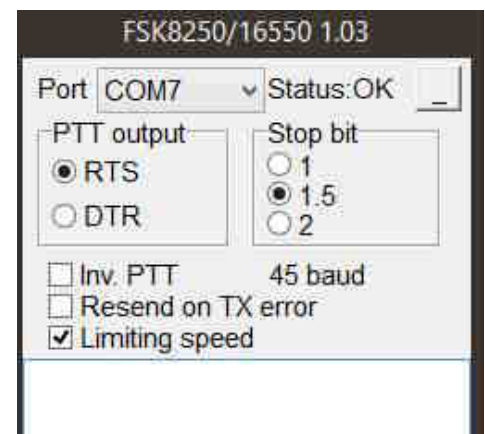 FSK8250/16550 1.03
Port COM7 Status:OK _
PTT output Stop bit
RTS 1
1.5
DTR 2
Inv. PTT 45 baud
Resend on TX error
Limiting speed